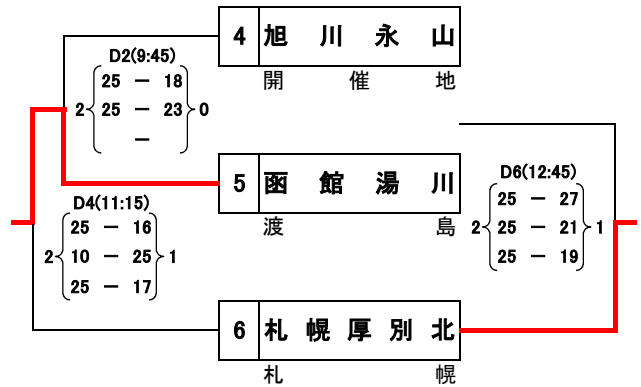 4 旭川永山
開催地
D2(9:45)
25 — 18
2 25 — 23 0
—
5 函館湯川
渡島
D4(11:15)
25 — 16
2 10 — 25 1
25 — 17
D6(12:45)
25 — 27
2 25 — 21 1
25 — 19
6 札幌厚別北
札幌